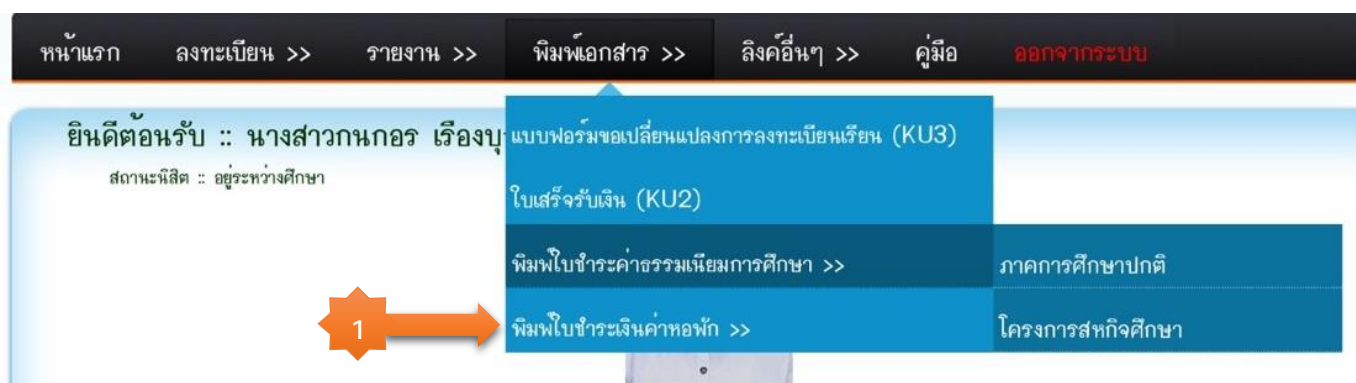 หน้าแรก ลงทะเบียน >> รายงาน >> พิมพ์เอกสาร >> ลิงค์อื่นๆ >> คู่มือ ออกจากระบบ
ยินดีต้อนรับ :: นางสาวกนกอร
สถานะนิสิต :: อยู่ระหว่างศึกษา
แบบฟอร์มขอเปลี่ยนแปลงการลงทะเบียนเรียน (KU3)
ใบเสร็จรับเงิน (KU2)
พิมพ์ใบชำระค่าธรรมเนียมการศึกษา >>
ภาคการศึกษาปกติ
1
พิมพ์ใบชำระเงินค่าหอพัก >>
โครงการสหกิจศึกษา